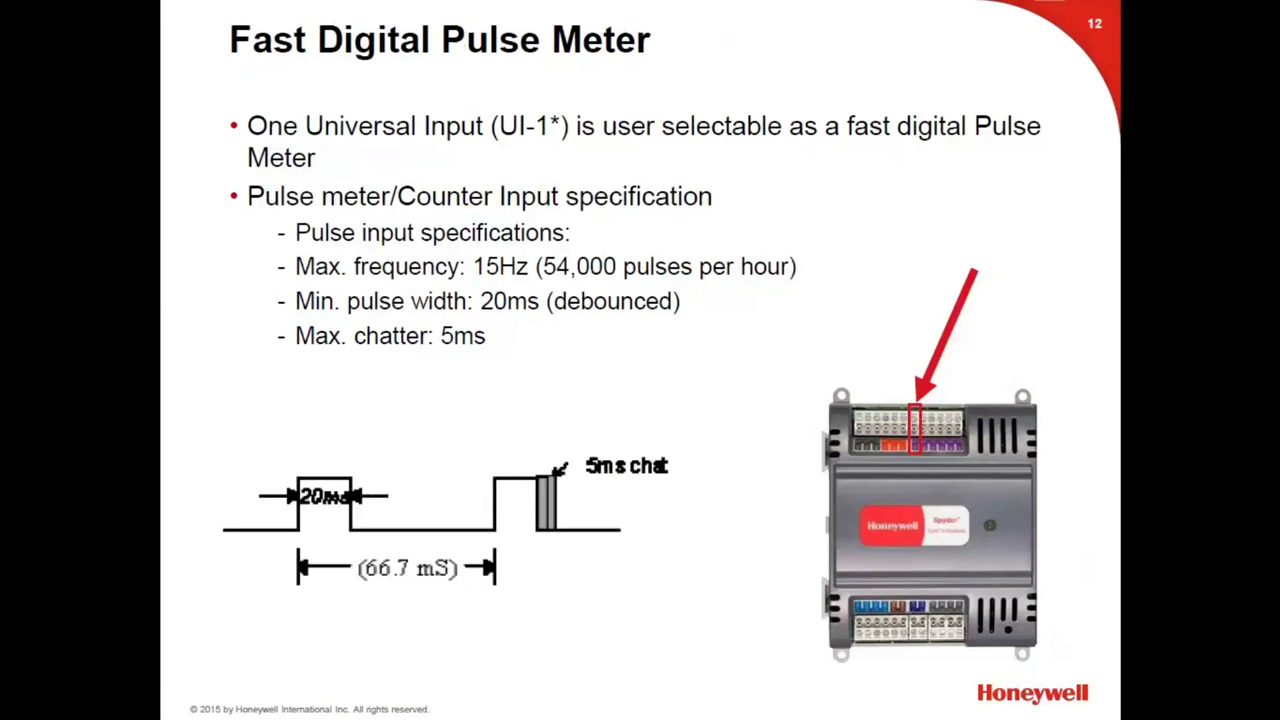 12
Fast Digital Pulse Meter
• One Universal Input (UI-1*) is user selectable as a fast digital Pulse
Meter
• Pulse meter/Counter Input specification
- Pulse input specifications:
- Max. frequency: 15Hz (54,000 pulses per hour)
- Min. pulse width: 20ms (debounced)
- Max. chatter: 5ms
5ms chat
20ms
(66.7 mS)
Honeywell
Spyder
Honeywell
© 2015 by Honeywell International Inc. All rights reserved.